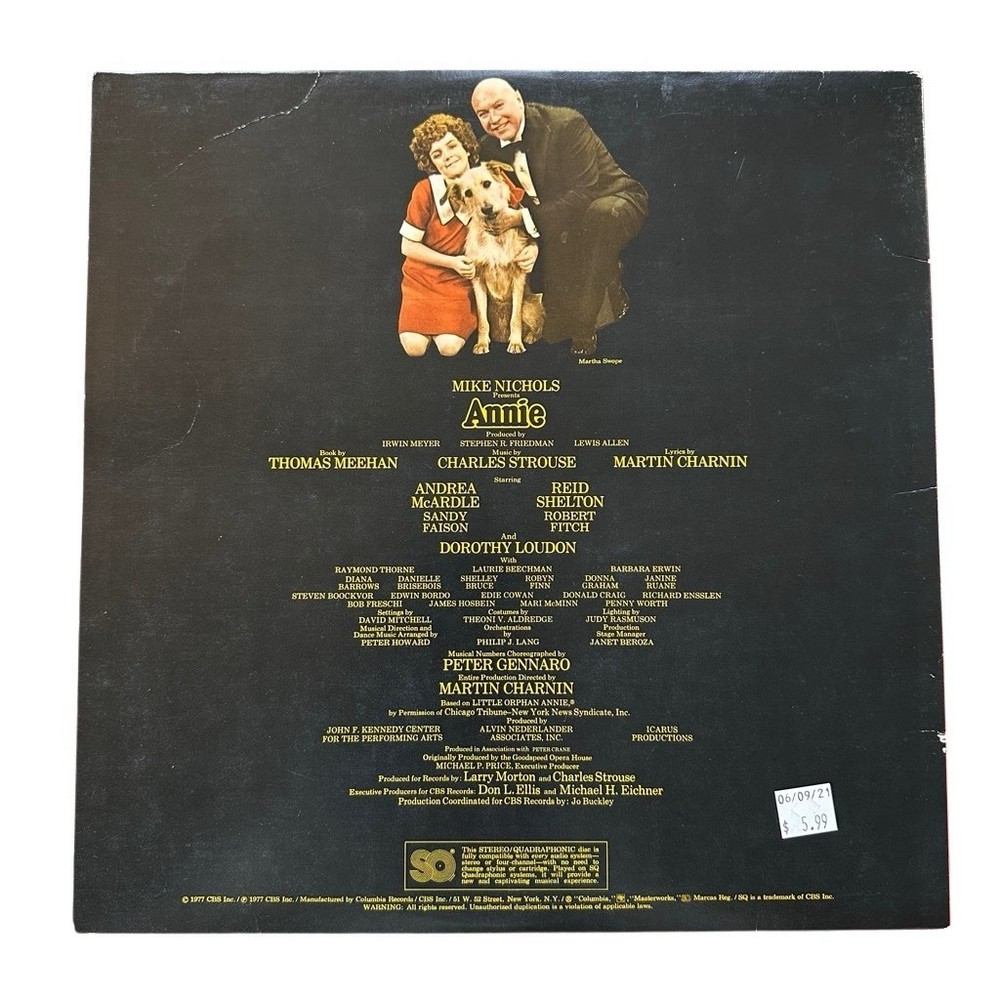 Martha Swope
MIKE NICHOLS
Presents
Annie
Produced by
IRWIN MEYER STEPHEN R. FRIEDMAN LEWIS ALLEN
Book by Music by Lyrics by
THOMAS MEEHAN CHARLES STROUSE MARTIN CHARNIN
Starring
ANDREA REID
McARDLE SHELTON
SANDY ROBERT
FAISON FITCH
And
DOROTHY LOUDON
With
RAYMOND THORNE LAURIE BEECHMAN BARBARA ERWIN
DIANA DANIELLE SHELLEY ROBYN DONNA JANINE
BARROWS BRISEBOIS BRUCE FINN GRAHAM RUANE
STEVEN BOOCKVOR EDWIN BORDO EDIE COWAN DONALD CRAIG RICHARD ENSSLEN
BOB FRESCHI JAMES HOSBEIN MARI McMINN PENNY WORTH
Settings by Costumes by Lighting by
DAVID MITCHELL THEONI V. ALDREDGE JUDY RASMUSON
Musical Direction and Orchestrations Production
Dance Music Arranged by by Stage Manager
PETER HOWARD PHILIP J. LANG JANET BEROZA
Musical Numbers Choreographed by
PETER GENNARO
Entire Production Directed by
MARTIN CHARNIN
Based on LITTLE ORPHAN ANNIE,®
by Permission of Chicago Tribune–New York News Syndicate, Inc.
Produced by
JOHN F. KENNEDY CENTER ALVIN NEDERLANDER ICARUS
FOR THE PERFORMING ARTS ASSOCIATES, INC. PRODUCTIONS
Produced in Association with PETER CRANE
Originally Produced by the Goodspeed Opera House
MICHAEL P. PRICE, Executive Producer
Produced for Records by: Larry Morton and Charles Strouse
Executive Producers for CBS Records: Don L. Ellis and Michael H. Eichner
Production Coordinated for CBS Records by: Jo Buckley
06/09/21
$ 5.99
SQ
This STEREO/QUADRAPHONIC disc is
fully compatible with every audio system—
stereo or four-channel—with no need to
change stylus or cartridge. Played on SQ
Quadraphonic systems, it will provide a
new and captivating musical experience.
© 1977 CBS Inc. / ℗ 1977 CBS Inc. / Manufactured by Columbia Records / CBS Inc. / 51 W. 52 Street, New York, N.Y. / ® "Columbia," "Masterworks," Marcas Reg. / SQ is a trademark of CBS Inc.
WARNING: All rights reserved. Unauthorized duplication is a violation of applicable laws.